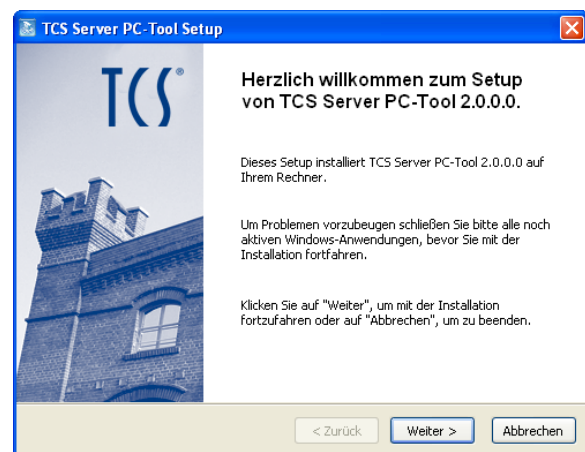 TCS Server PC-Tool Setup
TCS®
Herzlich willkommen zum Setup
von TCS Server PC-Tool 2.0.0.0.
Dieses Setup installiert TCS Server PC-Tool 2.0.0.0 auf
Ihrem Rechner.
Um Problemen vorzubeugen schließen Sie bitte alle noch
aktiven Windows-Anwendungen, bevor Sie mit der
Installation fortfahren.
Klicken Sie auf "Weiter", um mit der Installation
fortzufahren oder auf "Abbrechen", um zu beenden.
< Zurück
Weiter >
Abbrechen